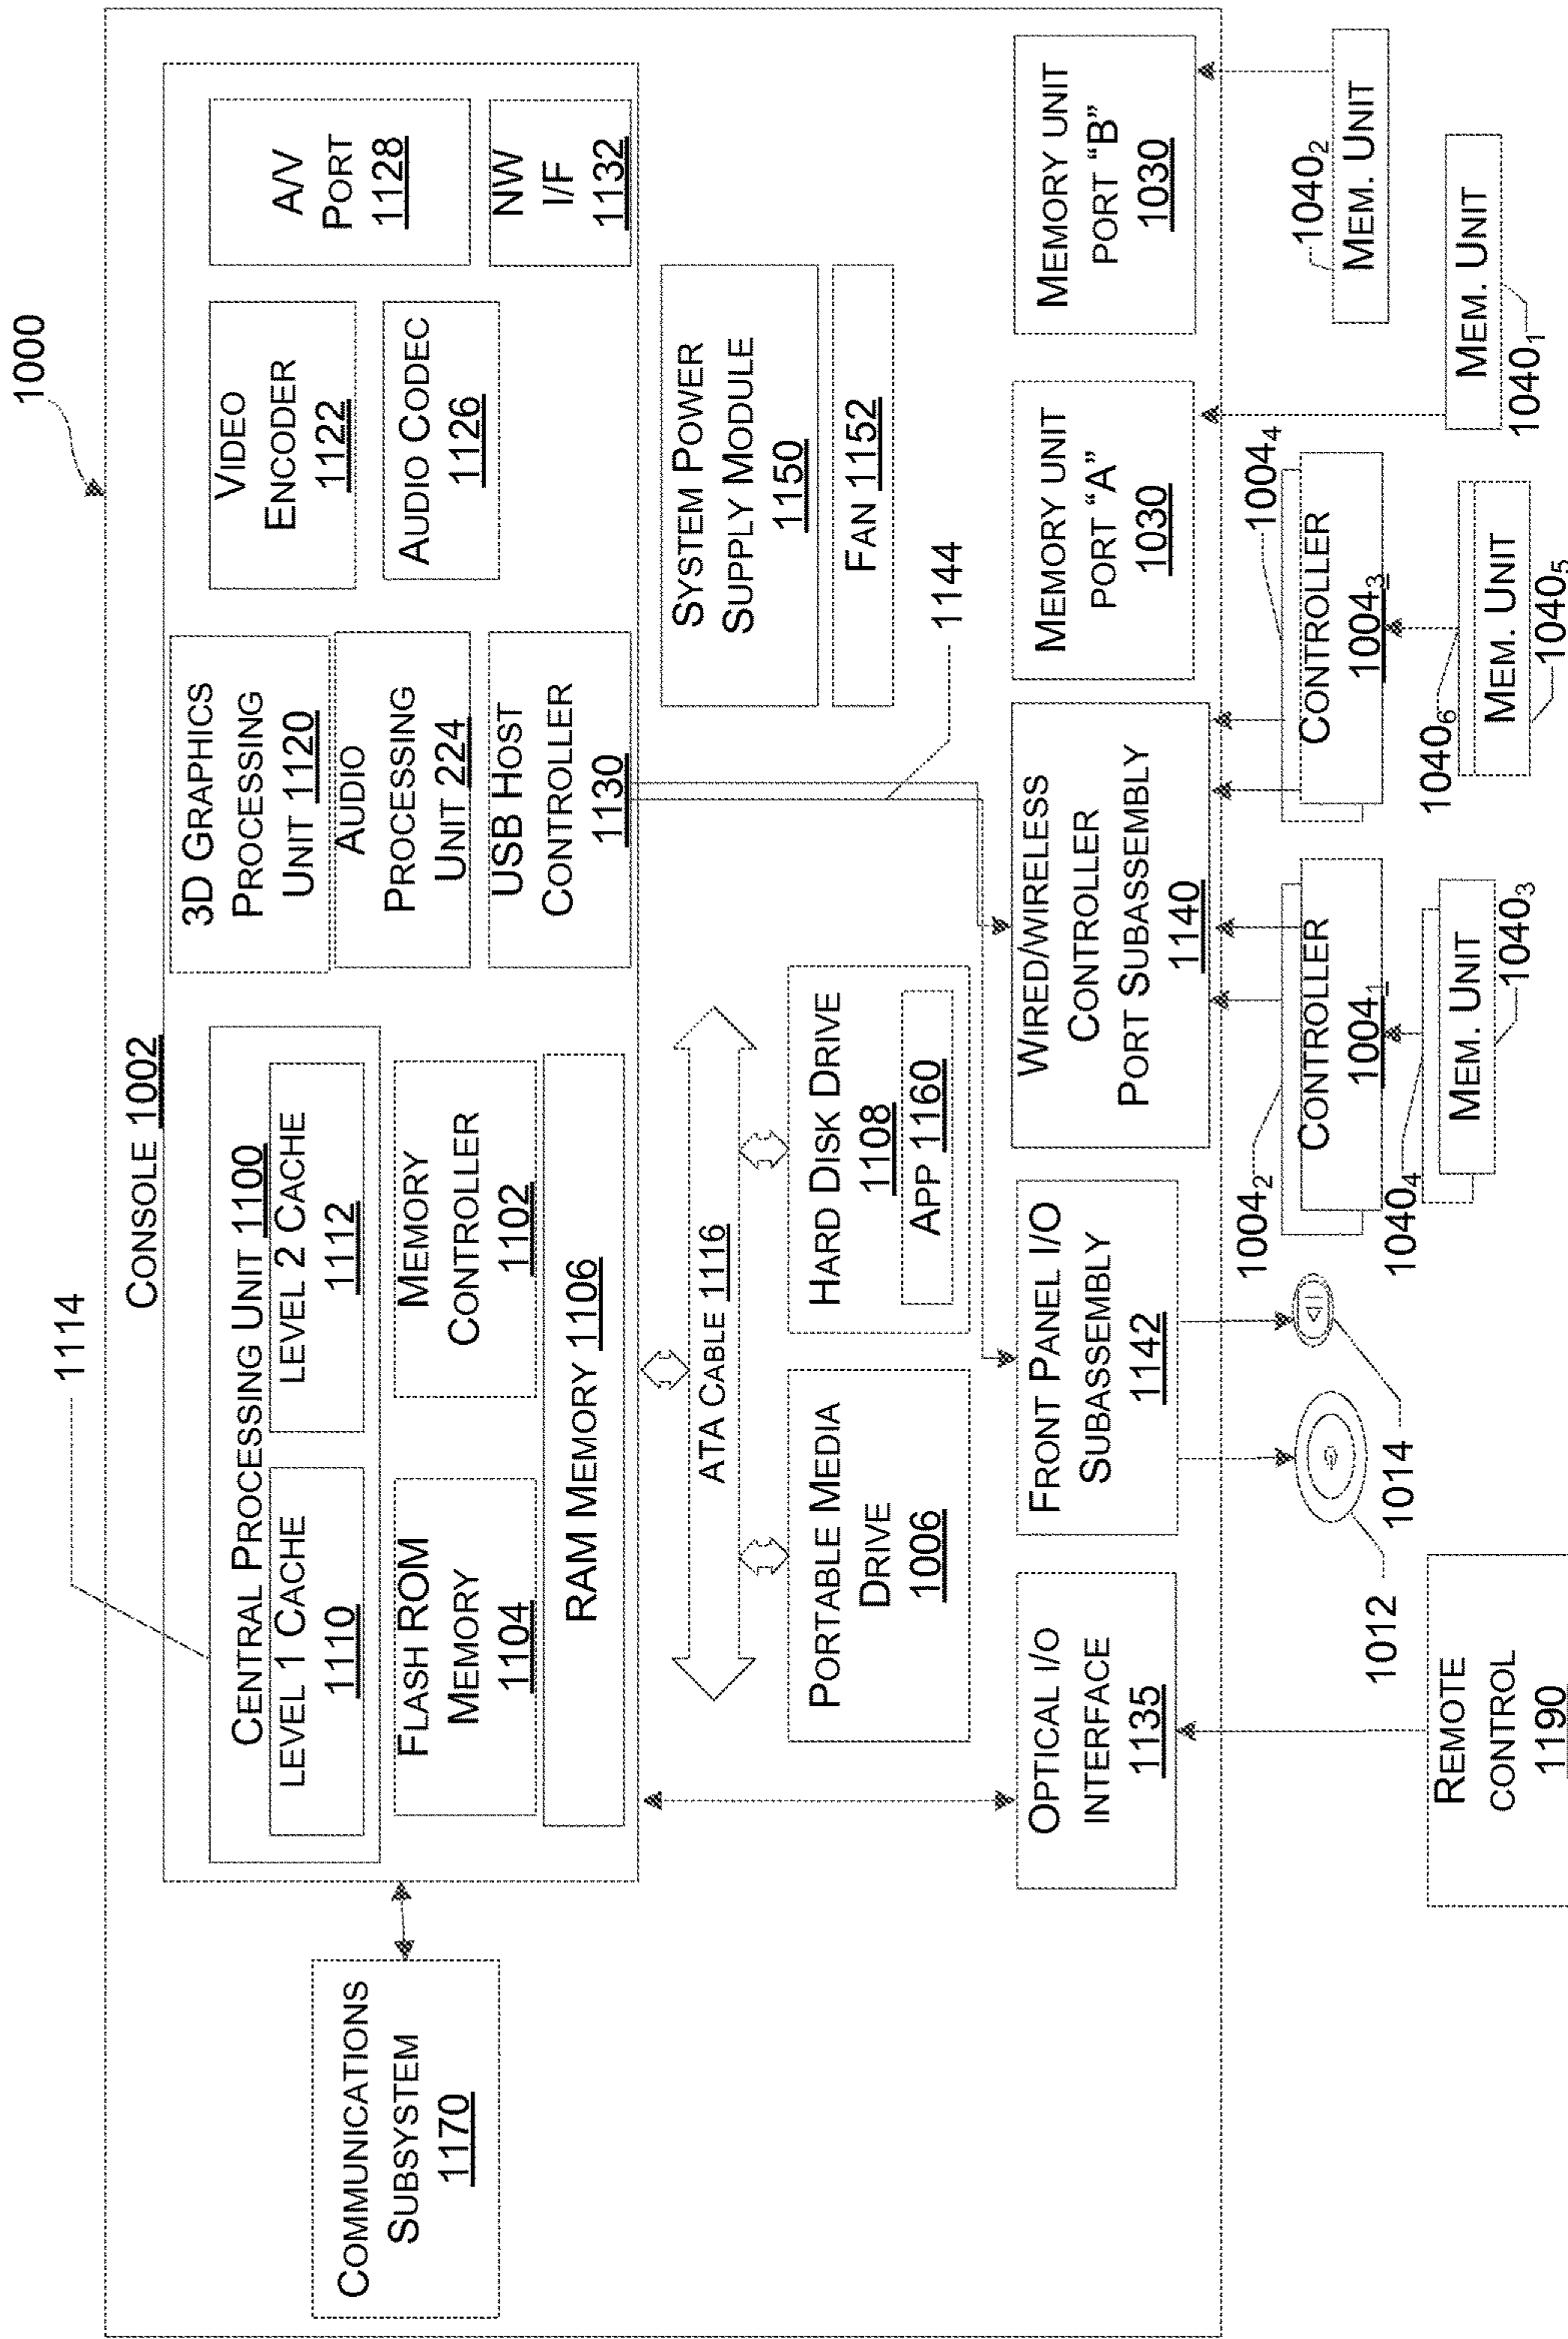 1000
1114
CONSOLE 1002
COMMUNICATIONS
SUBSYSTEM
1170
CENTRAL PROCESSING UNIT 1100
LEVEL 1 CACHE
1110
LEVEL 2 CACHE
1112
FLASH ROM
MEMORY
1104
MEMORY
CONTROLLER
1102
RAM MEMORY 1106
3D GRAPHICS
PROCESSING
UNIT 1120
AUDIO
PROCESSING
UNIT 224
USB HOST
CONTROLLER
1130
VIDEO
ENCODER
1122
AUDIO CODEC
1126
A/V
PORT
1128
NW
I/F
1132
ATA CABLE 1116
PORTABLE MEDIA
DRIVE
1006
HARD DISK DRIVE
1108
APP 1160
SYSTEM POWER
SUPPLY MODULE
1150
FAN 1152
1144
OPTICAL I/O
INTERFACE
1135
FRONT PANEL I/O
SUBASSEMBLY
1142
WIRED/WIRELESS
CONTROLLER
PORT SUBASSEMBLY
1140
MEMORY UNIT
PORT “A”
1030
MEMORY UNIT
PORT “B”
1030
1004₂
1004₄
1040₂
CONTROLLER
1004₁
CONTROLLER
1004₃
MEM. UNIT
1012
1014
1040₄
1040₆
REMOTE
CONTROL
1190
MEM. UNIT
1040₃
MEM. UNIT
1040₅
MEM. UNIT
1040₁